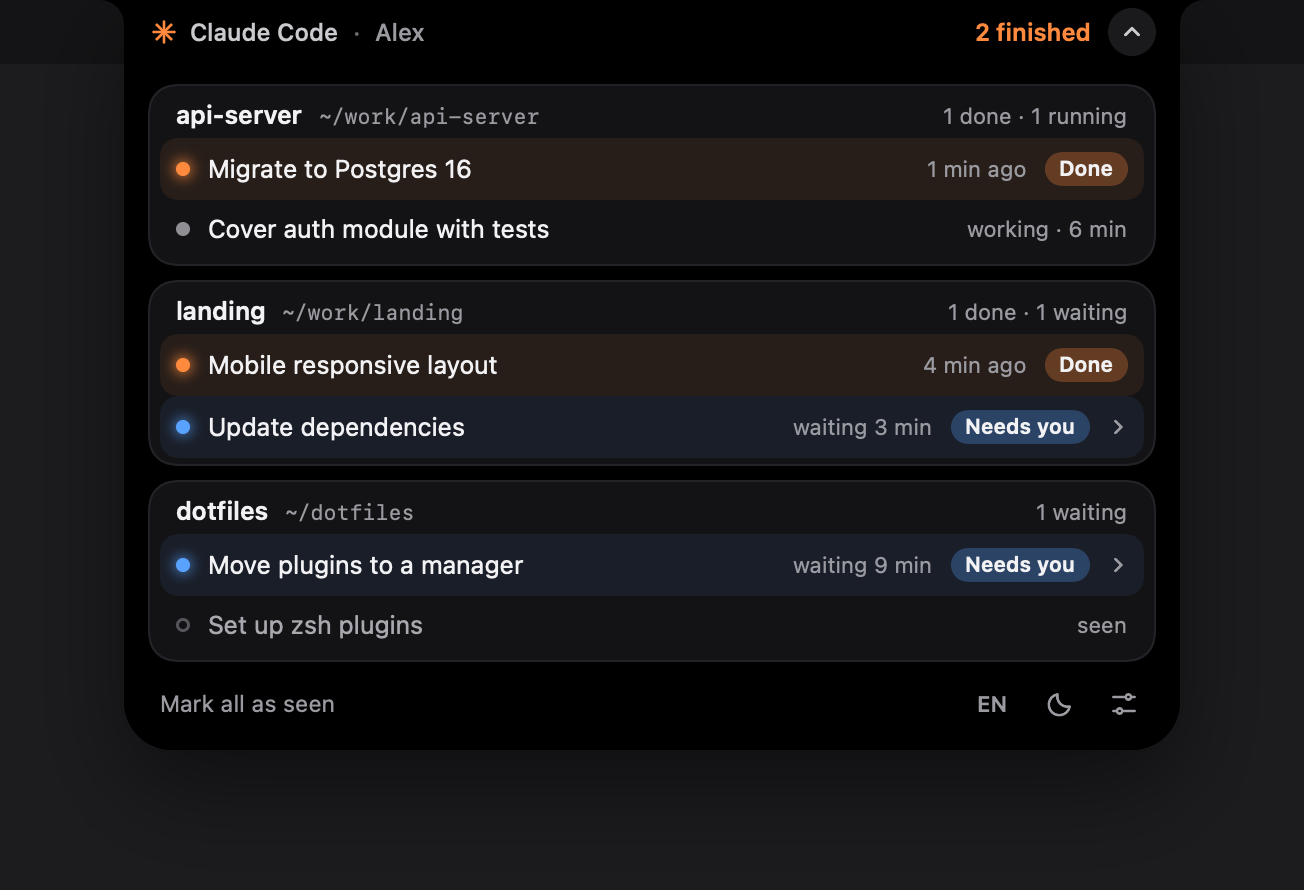 Claude Code · Alex 2 finished
api-server ~/work/api-server 1 done · 1 running
Migrate to Postgres 16 1 min ago Done
Cover auth module with tests working · 6 min
landing ~/work/landing 1 done · 1 waiting
Mobile responsive layout 4 min ago Done
Update dependencies waiting 3 min Needs you
dotfiles ~/dotfiles 1 waiting
Move plugins to a manager waiting 9 min Needs you
Set up zsh plugins seen
Mark all as seen EN